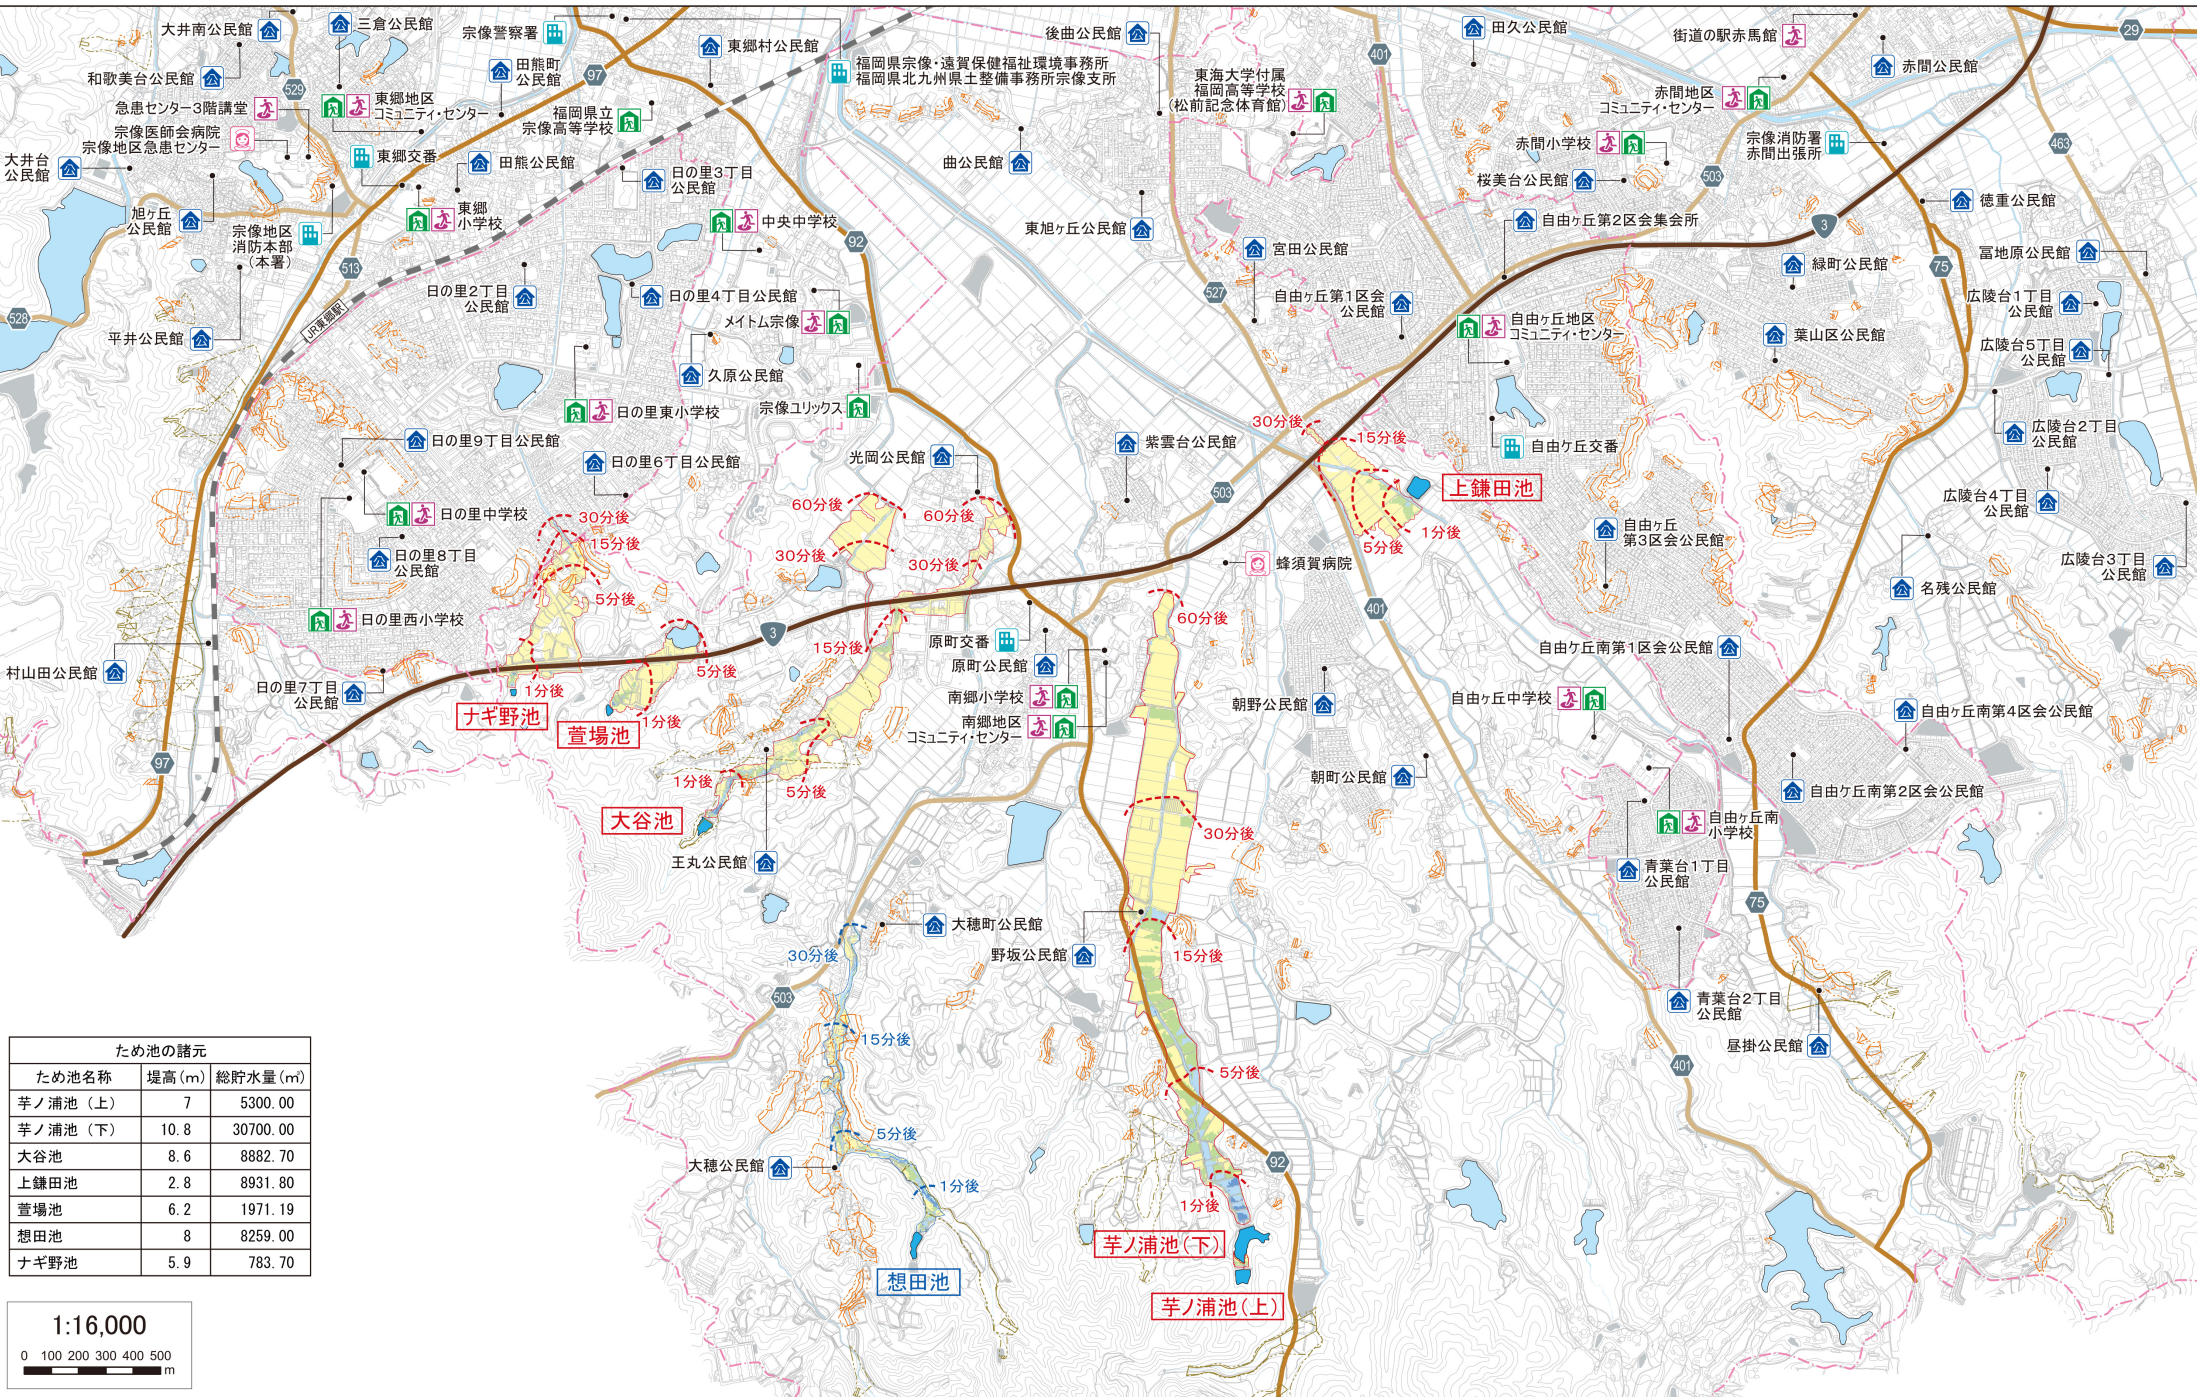 大井南公民館
三倉公民館
宗像警察署
東郷村公民館
後曲公民館
田久公民館
街道の駅赤馬館
29
和歌美台公民館
529
田熊町
公民館
97
福岡県宗像・遠賀保健福祉環境事務所
福岡県北九州県土整備事務所宗像支所
401
赤間公民館
急患センター3階講堂
東郷地区
コミュニティ・センター
福岡県立
宗像高等学校
東海大学付属
福岡高等学校
(松前記念体育館)
赤間地区
コミュニティ・センター
宗像医師会病院
宗像地区急患センター
東郷交番
田熊公民館
曲公民館
赤間小学校
宗像消防署
赤間出張所
463
大井台
公民館
日の里3丁目
公民館
桜美台公民館
503
徳重公民館
旭ヶ丘
公民館
宗像地区
消防本部
(本署)
東郷
小学校
中央中学校
92
東旭ヶ丘公民館
宮田公民館
自由ヶ丘第2区会集会所
3
冨地原公民館
513
緑町公民館
75
528
JR東郷駅
日の里2丁目
公民館
日の里4丁目公民館
メイトム宗像
527
自由ヶ丘第1区会
公民館
自由ヶ丘地区
コミュニティ・センター
広陵台1丁目
公民館
平井公民館
葉山区公民館
広陵台5丁目
公民館
久原公民館
日の里東小学校
宗像ユリックス
30分後
15分後
日の里9丁目公民館
日の里6丁目公民館
光岡公民館
紫雲台公民館
自由ケ丘交番
広陵台2丁目
公民館
上鎌田池
503
1分後
5分後
広陵台4丁目
公民館
日の里中学校
30分後
15分後
60分後
60分後
自由ヶ丘
第3区会公民館
日の里8丁目
公民館
5分後
30分後
30分後
蜂須賀病院
名残公民館
広陵台3丁目
公民館
日の里西小学校
3
60分後
401
村山田公民館
15分後
原町交番
原町公民館
自由ケ丘南第1区会公民館
日の里7丁目
公民館
1分後
5分後
ナギ野池
1分後
萱場池
南郷小学校
南郷地区
コミュニティ・センター
朝野公民館
自由ヶ丘中学校
自由ヶ丘南第4区会公民館
97
1分後
5分後
朝町公民館
自由ケ丘南第2区会公民館
大谷池
30分後
自由ヶ丘南
小学校
王丸公民館
青葉台1丁目
公民館
75
大穂町公民館
30分後
野坂公民館
15分後
503
青葉台2丁目
公民館
15分後
昼掛公民館
5分後
401
5分後
大穂公民館
1分後
92
1分後
芋ノ浦池(下)
想田池
芋ノ浦池(上)
ため池の諸元
ため池名称 堤高(m) 総貯水量(㎥)
芋ノ浦池(上) 7 5300.00
芋ノ浦池(下) 10.8 30700.00
大谷池 8.6 8882.70
上鎌田池 2.8 8931.80
萱場池 6.2 1971.19
想田池 8 8259.00
ナギ野池 5.9 783.70
1:16,000
0 100 200 300 400 500
m